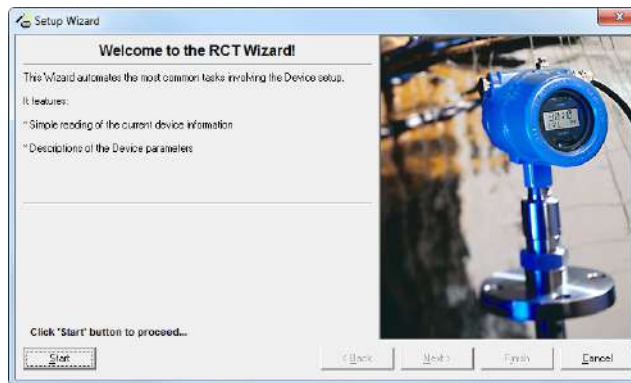 Setup Wizard
Welcome to the RCT Wizard!
This Wizard automates the most common tasks involving the Device setup.
It features:
* Simple reading of the current device information
* Descriptions of the Device parameters
Click 'Start' button to proceed...
Start
< Back
Next >
Finish
Cancel